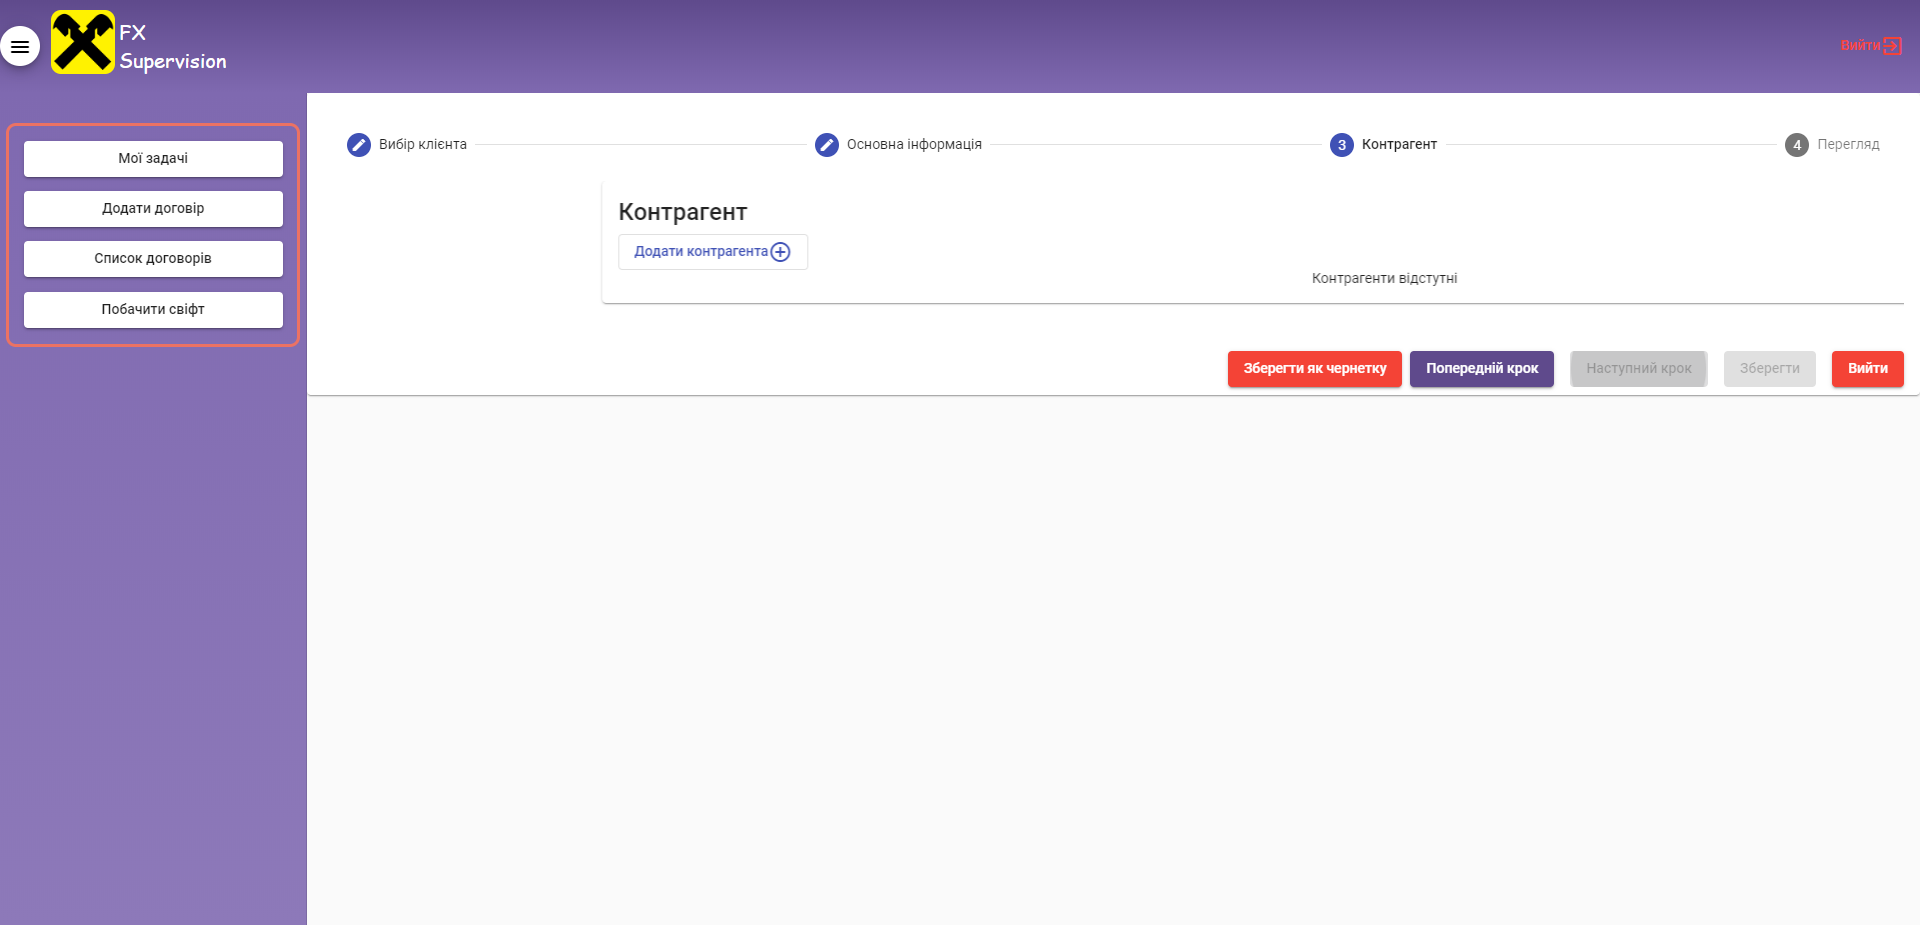 FX
Supervision
Вийти
Мої задачі
Додати договір
Список договорів
Побачити свіфт
Вибір клієнта
Основна інформація
3 Контрагент
4 Перегляд
Контрагент
Додати контрагента
Контрагенти відсутні
Зберегти як чернетку Попередній крок Наступний крок Зберегти Вийти